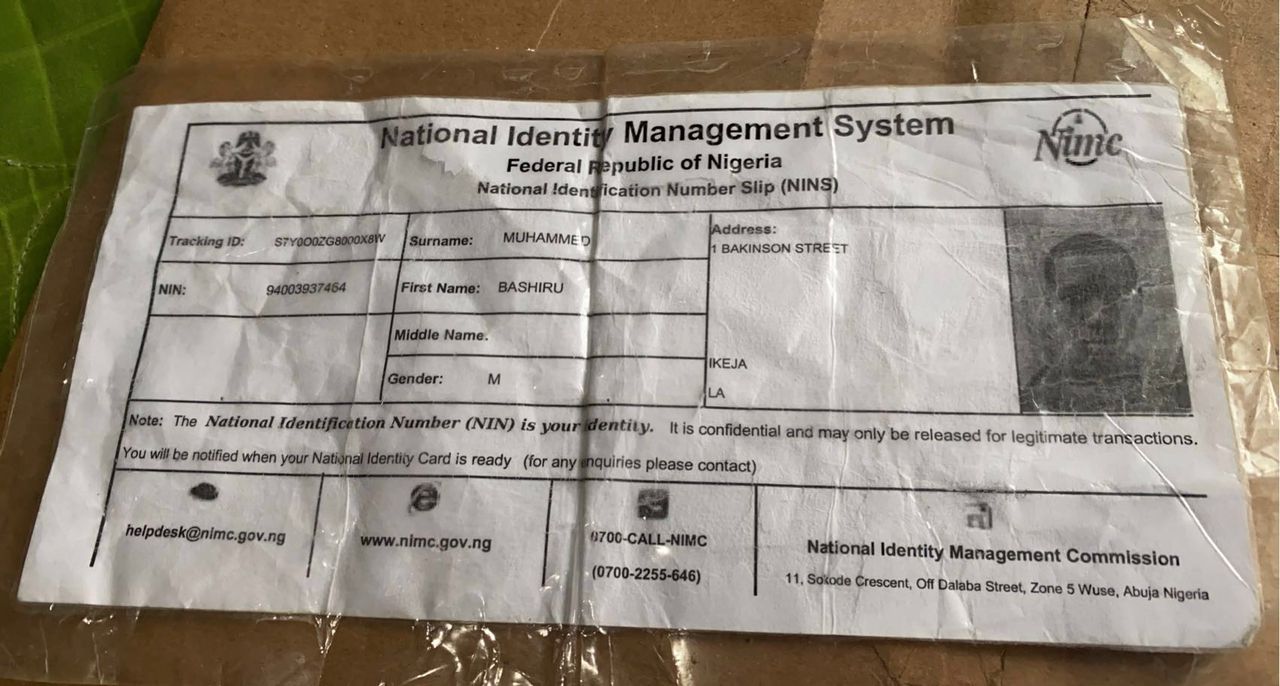 National Identity Management System
Federal Republic of Nigeria
National Identification Number Slip (NINS)
Nimc
Tracking ID: S7Y0O0ZG8000X8W
Surname: MUHAMMED
Address:
1 BAKINSON STREET
NIN: 94003937464
First Name: BASHIRU
Middle Name.
IKEJA
Gender: M
LA
Note: The National Identification Number (NIN) is your identity. It is confidential and may only be released for legitimate transactions.
You will be notified when your National Identity Card is ready (for any enquiries please contact)
helpdesk@nimc.gov.ng
www.nimc.gov.ng
0700-CALL-NIMC
(0700-2255-646)
National Identity Management Commission
11, Sokode Crescent, Off Dalaba Street, Zone 5 Wuse, Abuja Nigeria